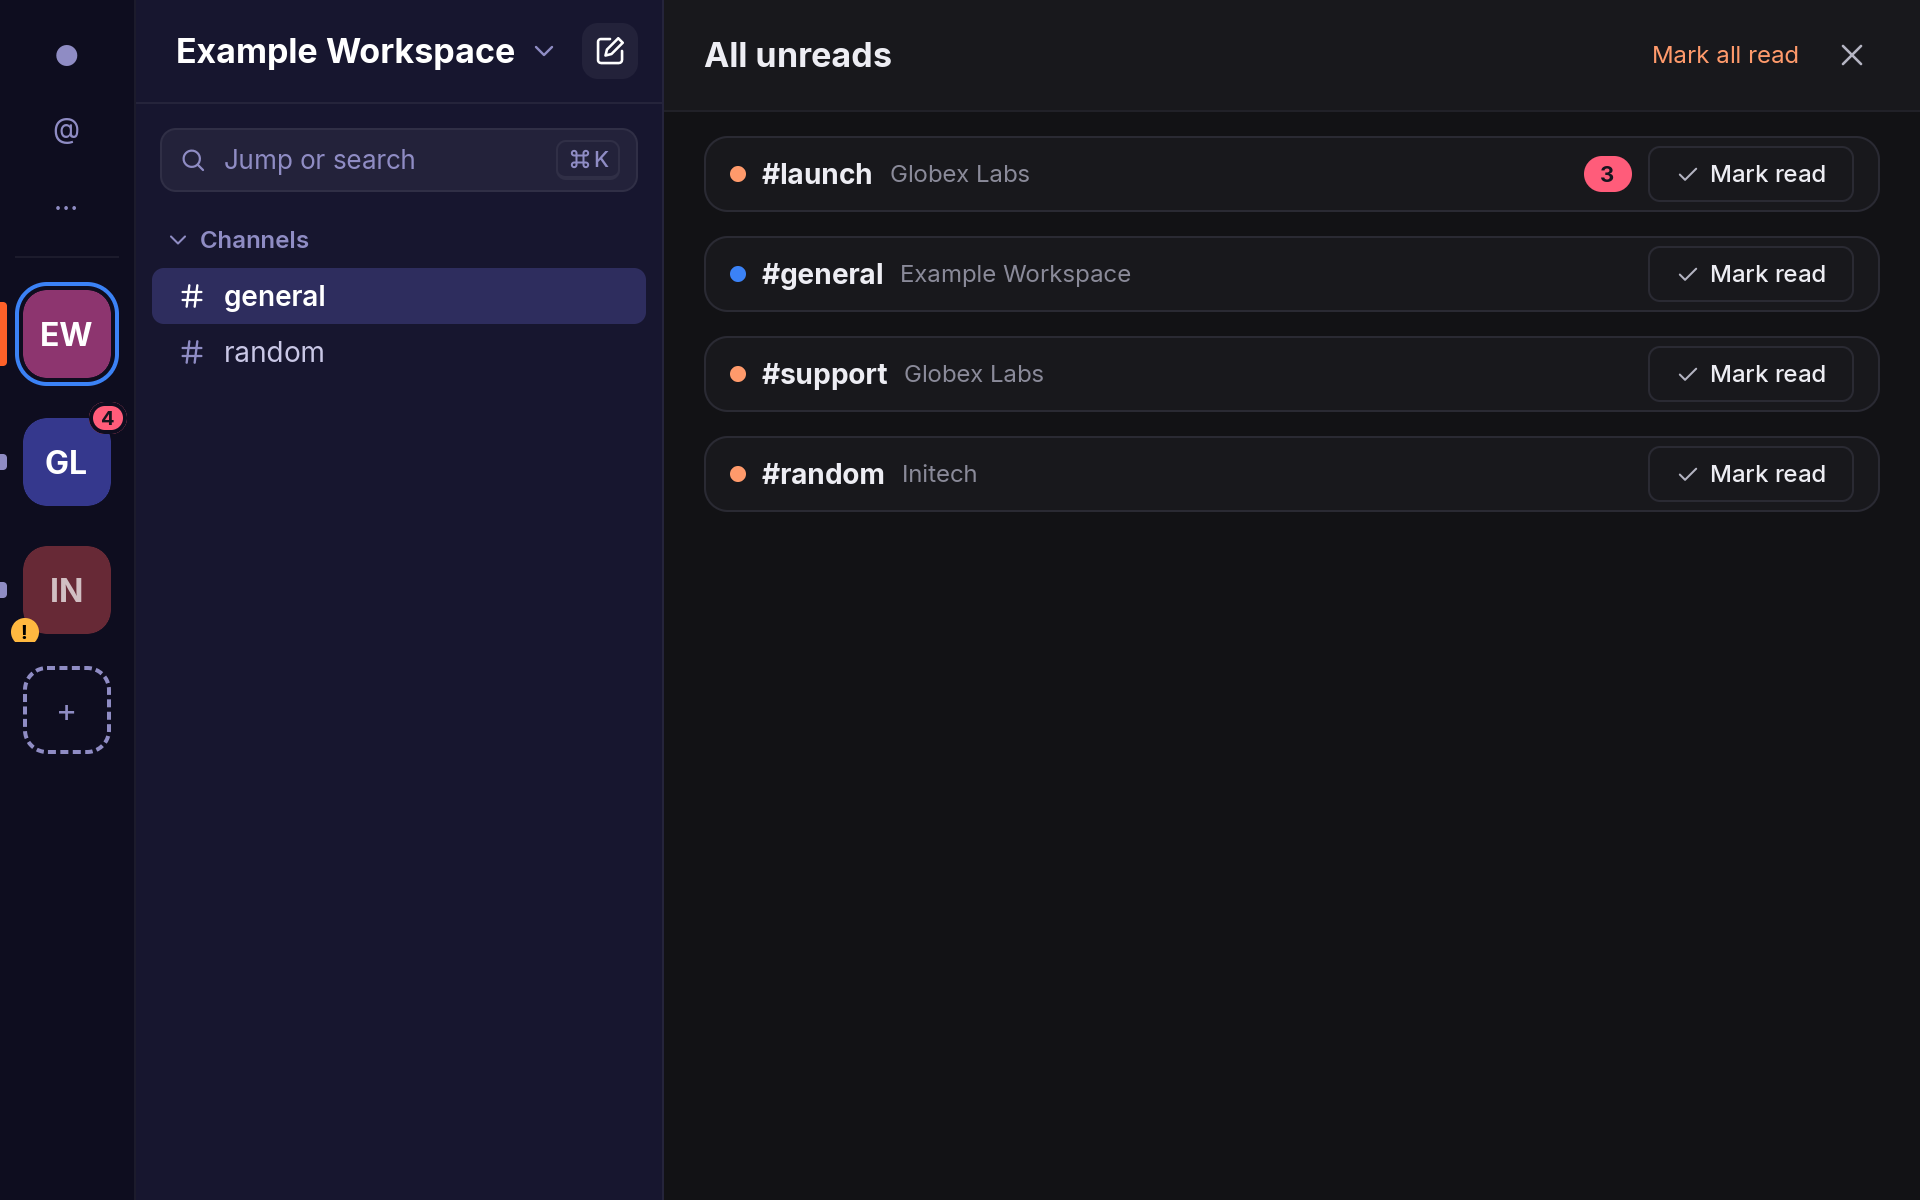 @
...
EW
4
GL
IN
!
+
Example Workspace
Jump or search ⌘K
Channels
# general
# random
All unreads
Mark all read
#launch Globex Labs 3 Mark read
#general Example Workspace Mark read
#support Globex Labs Mark read
#random Initech Mark read